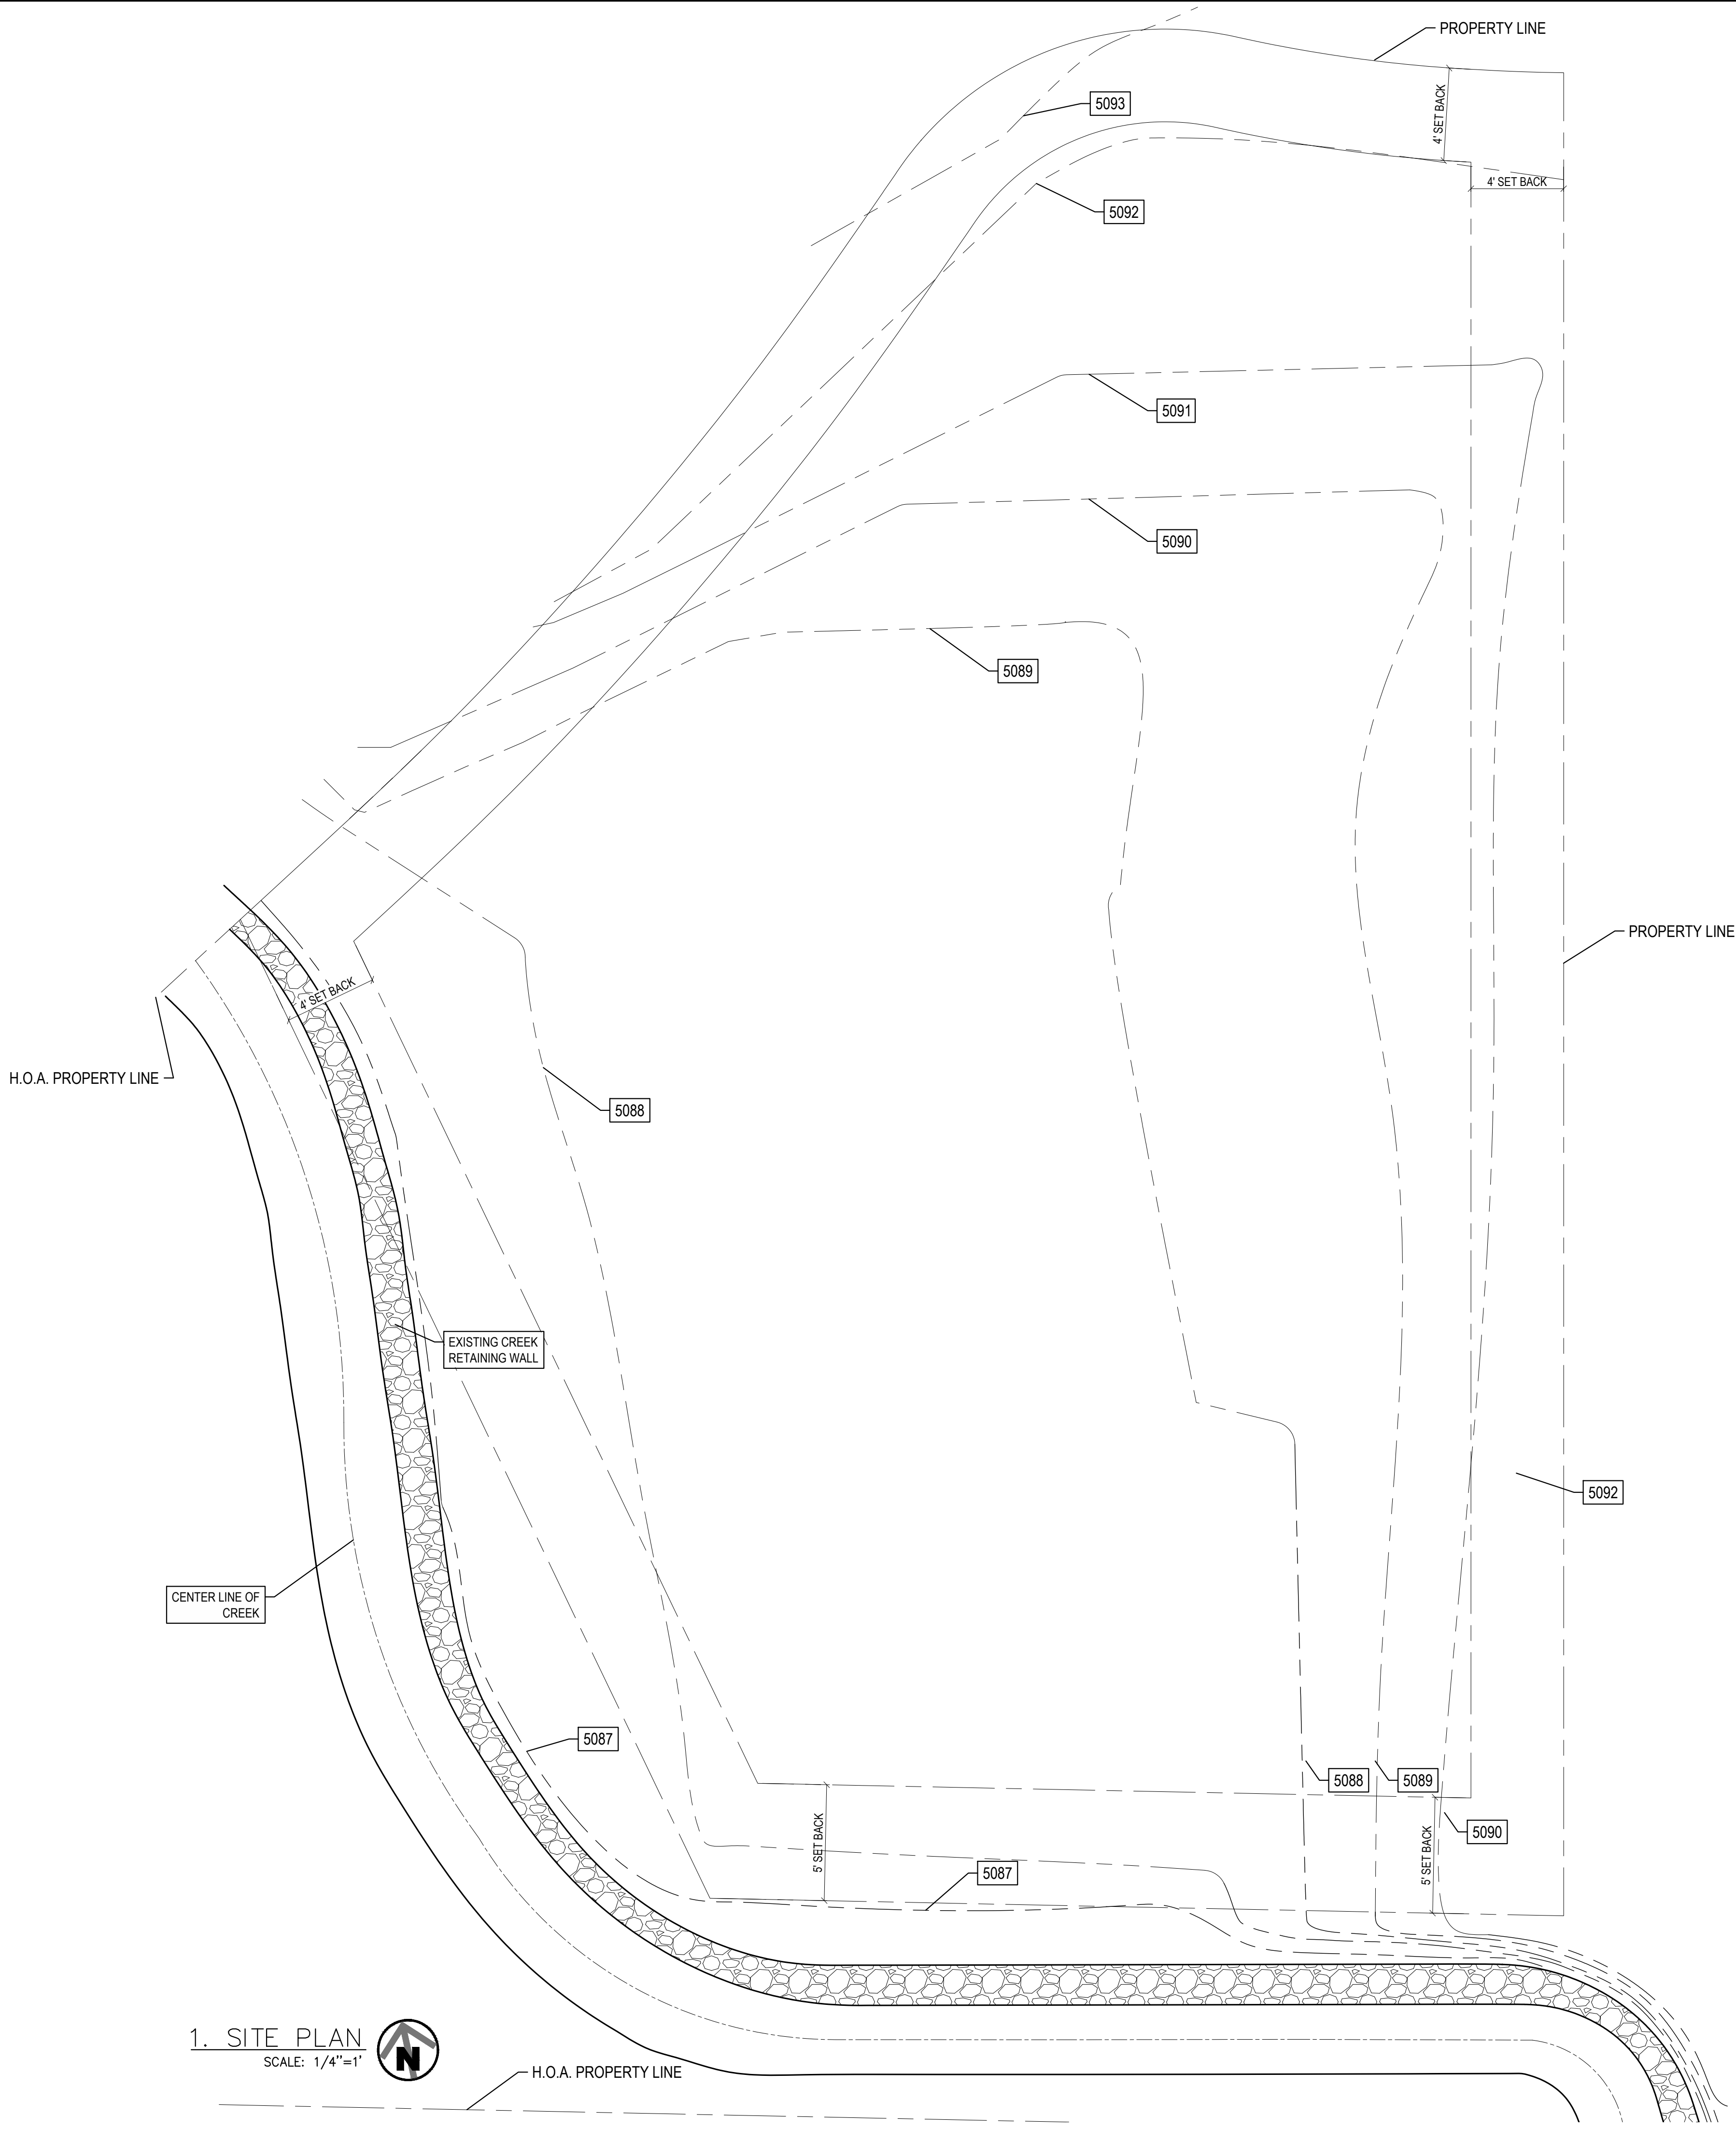 PROPERTY LINE
5093
4' SET BACK
4' SET BACK
5092
5091
5090
5089
PROPERTY LINE
4' SET BACK
H.O.A. PROPERTY LINE
5088
EXISTING CREEK
RETAINING WALL
5092
CENTER LINE OF
CREEK
5087
5088
5089
5090
5' SET BACK
5' SET BACK
5087
1. SITE PLAN
SCALE: 1/4"=1'
N
H.O.A. PROPERTY LINE